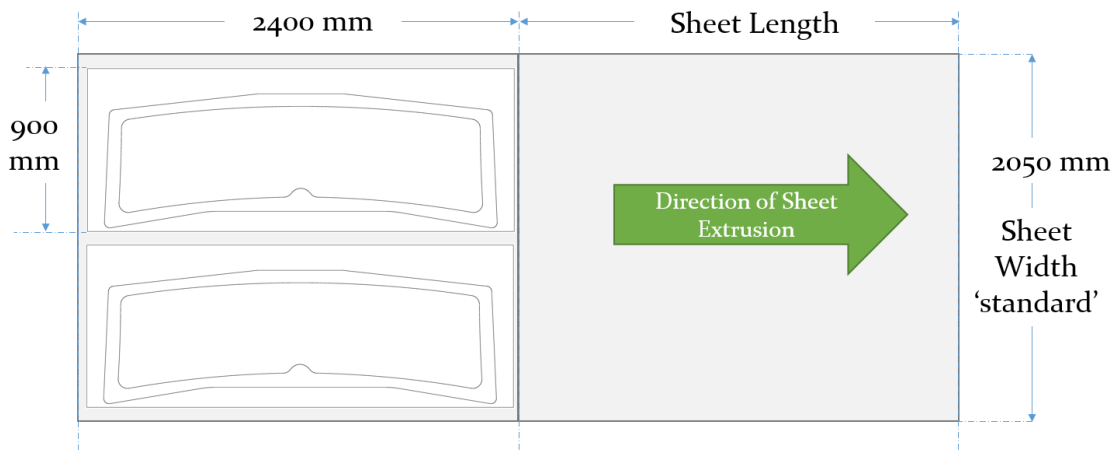 2400 mm
Sheet Length
900
mm
Direction of Sheet
Extrusion
2050 mm
Sheet
Width
‘standard’